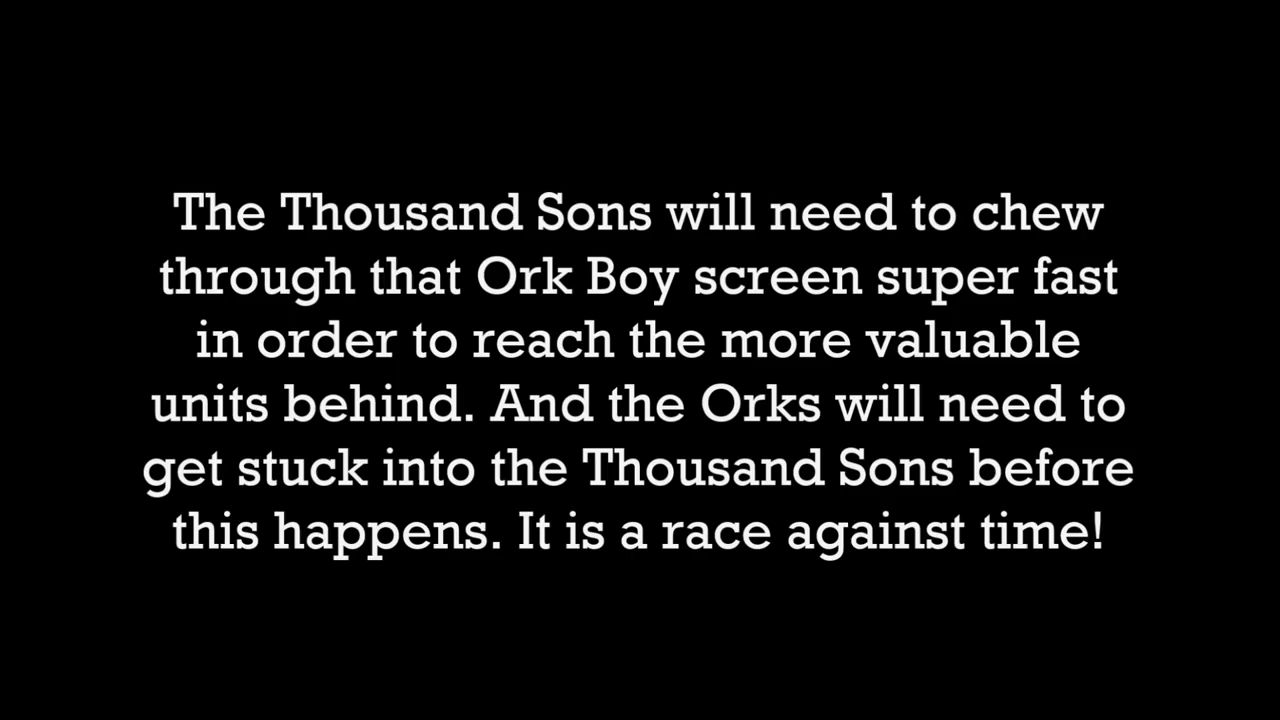 The Thousand Sons will need to chew
through that Ork Boy screen super fast
in order to reach the more valuable
units behind. And the Orks will need to
get stuck into the Thousand Sons before
this happens. It is a race against time!